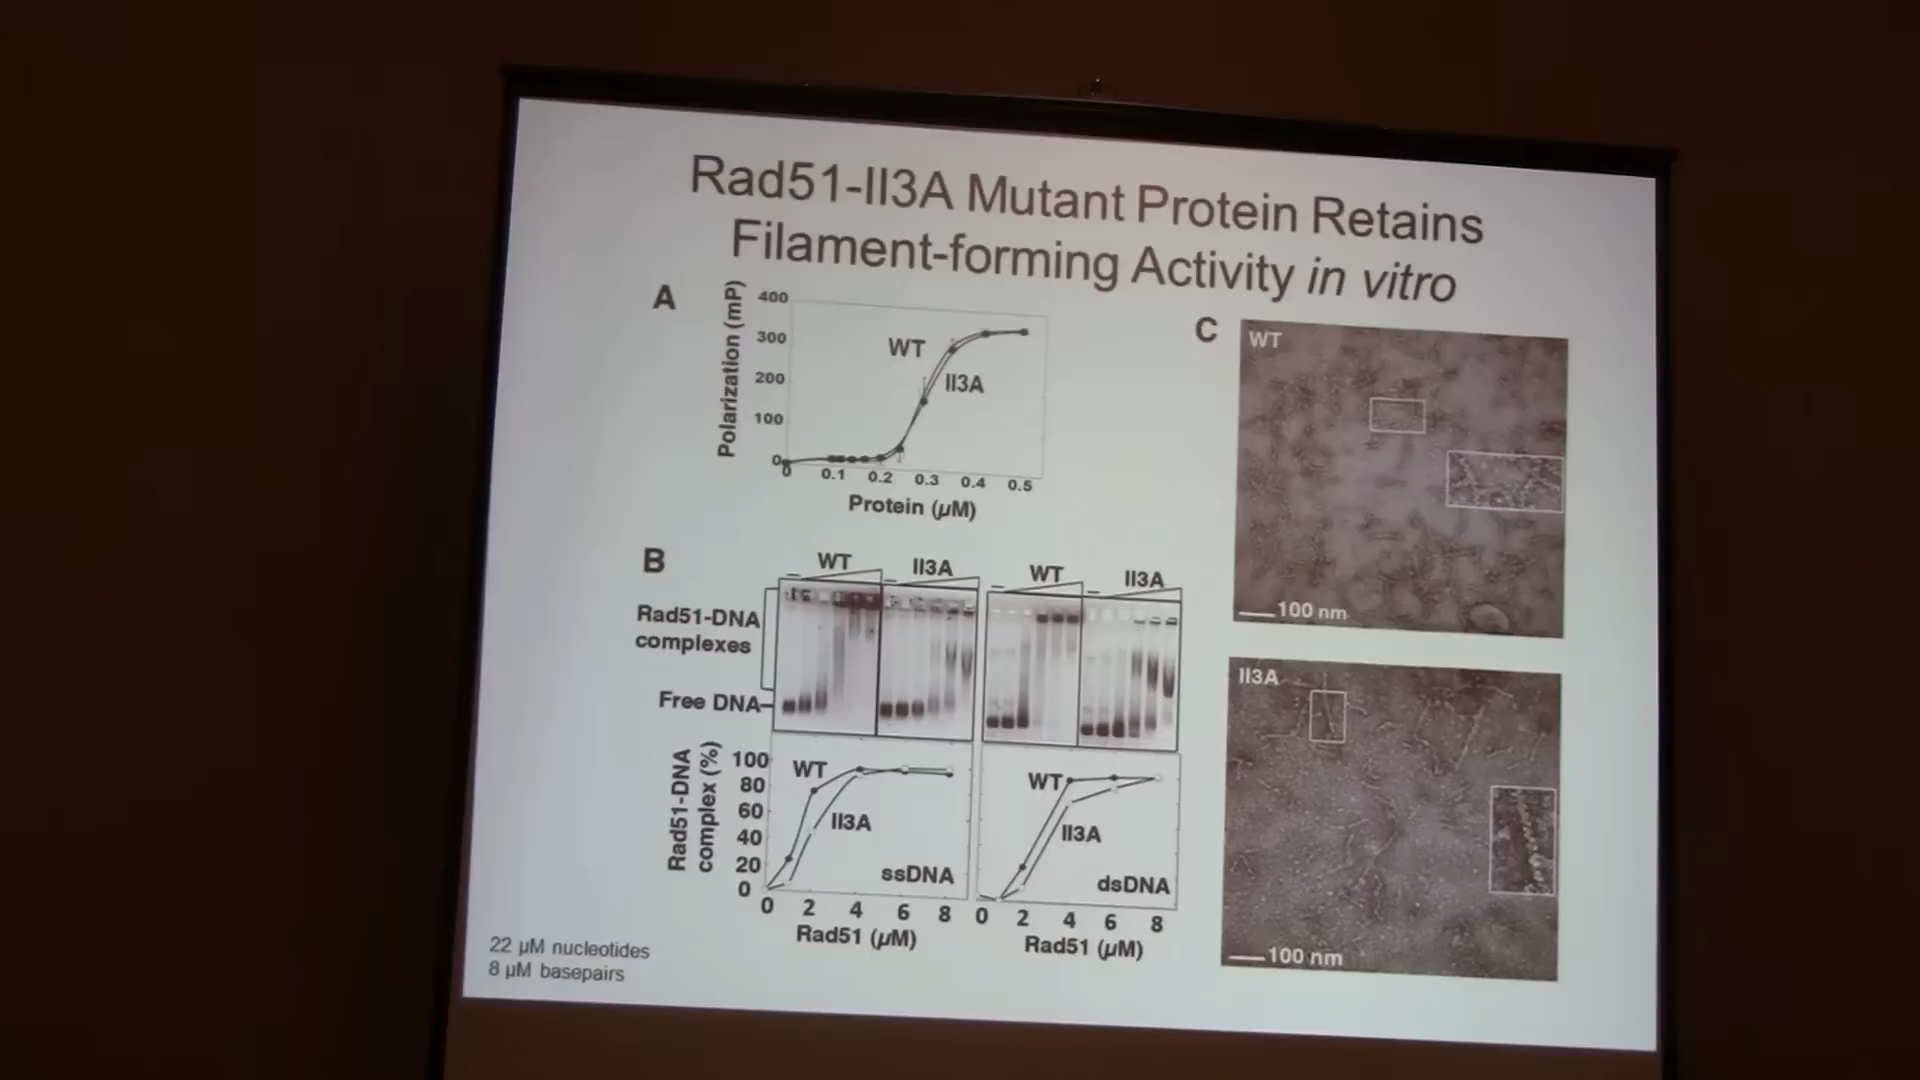 Rad51-II3A Mutant Protein Retains
Filament-forming Activity in vitro
A
Polarization (mP)
400
300
200
100
0
WT
II3A
0 0.1 0.2 0.3 0.4 0.5
Protein (µM)
B
WT II3A WT II3A
– – – –
Rad51-DNA
complexes
Free DNA
Rad51-DNA
complex (%)
100
80
60
40
20
0
WT
II3A
ssDNA
0 2 4 6 8
Rad51 (µM)
WT
II3A
dsDNA
0 2 4 6 8
Rad51 (µM)
C
WT
100 nm
II3A
100 nm
22 µM nucleotides
8 µM basepairs